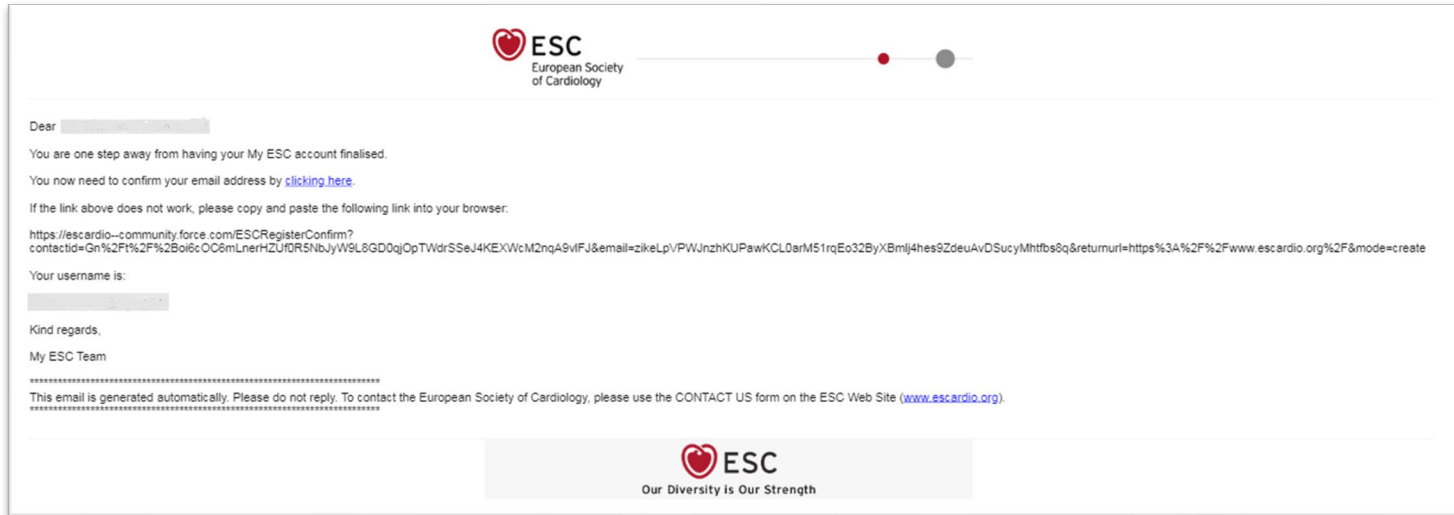 ESC
European Society
of Cardiology
Dear
You are one step away from having your My ESC account finalised.
You now need to confirm your email address by clicking here.
If the link above does not work, please copy and paste the following link into your browser:
https://escardio--community.force.com/ESCRegisterConfirm?
contactid=Gn%2Ft%2F%2Boi6cOC6mLnerHZUf0R5NbJyW9L8GD0qjOpTWdrSSeJ4KEXWcM2nqA9vIFJ&email=zikeLpVPWJnzhKUPawKCL0arM51rqEo32ByXBmlj4hes9ZdeuAvDSucyMhtfbs8q&returnurl=https%3A%2F%2Fwww.escardio.org%2F&mode=create
Your username is:
Kind regards,
My ESC Team
******************************************************************************
This email is generated automatically. Please do not reply. To contact the European Society of Cardiology, please use the CONTACT US form on the ESC Web Site (www.escardio.org).
******************************************************************************
ESC
Our Diversity is Our Strength